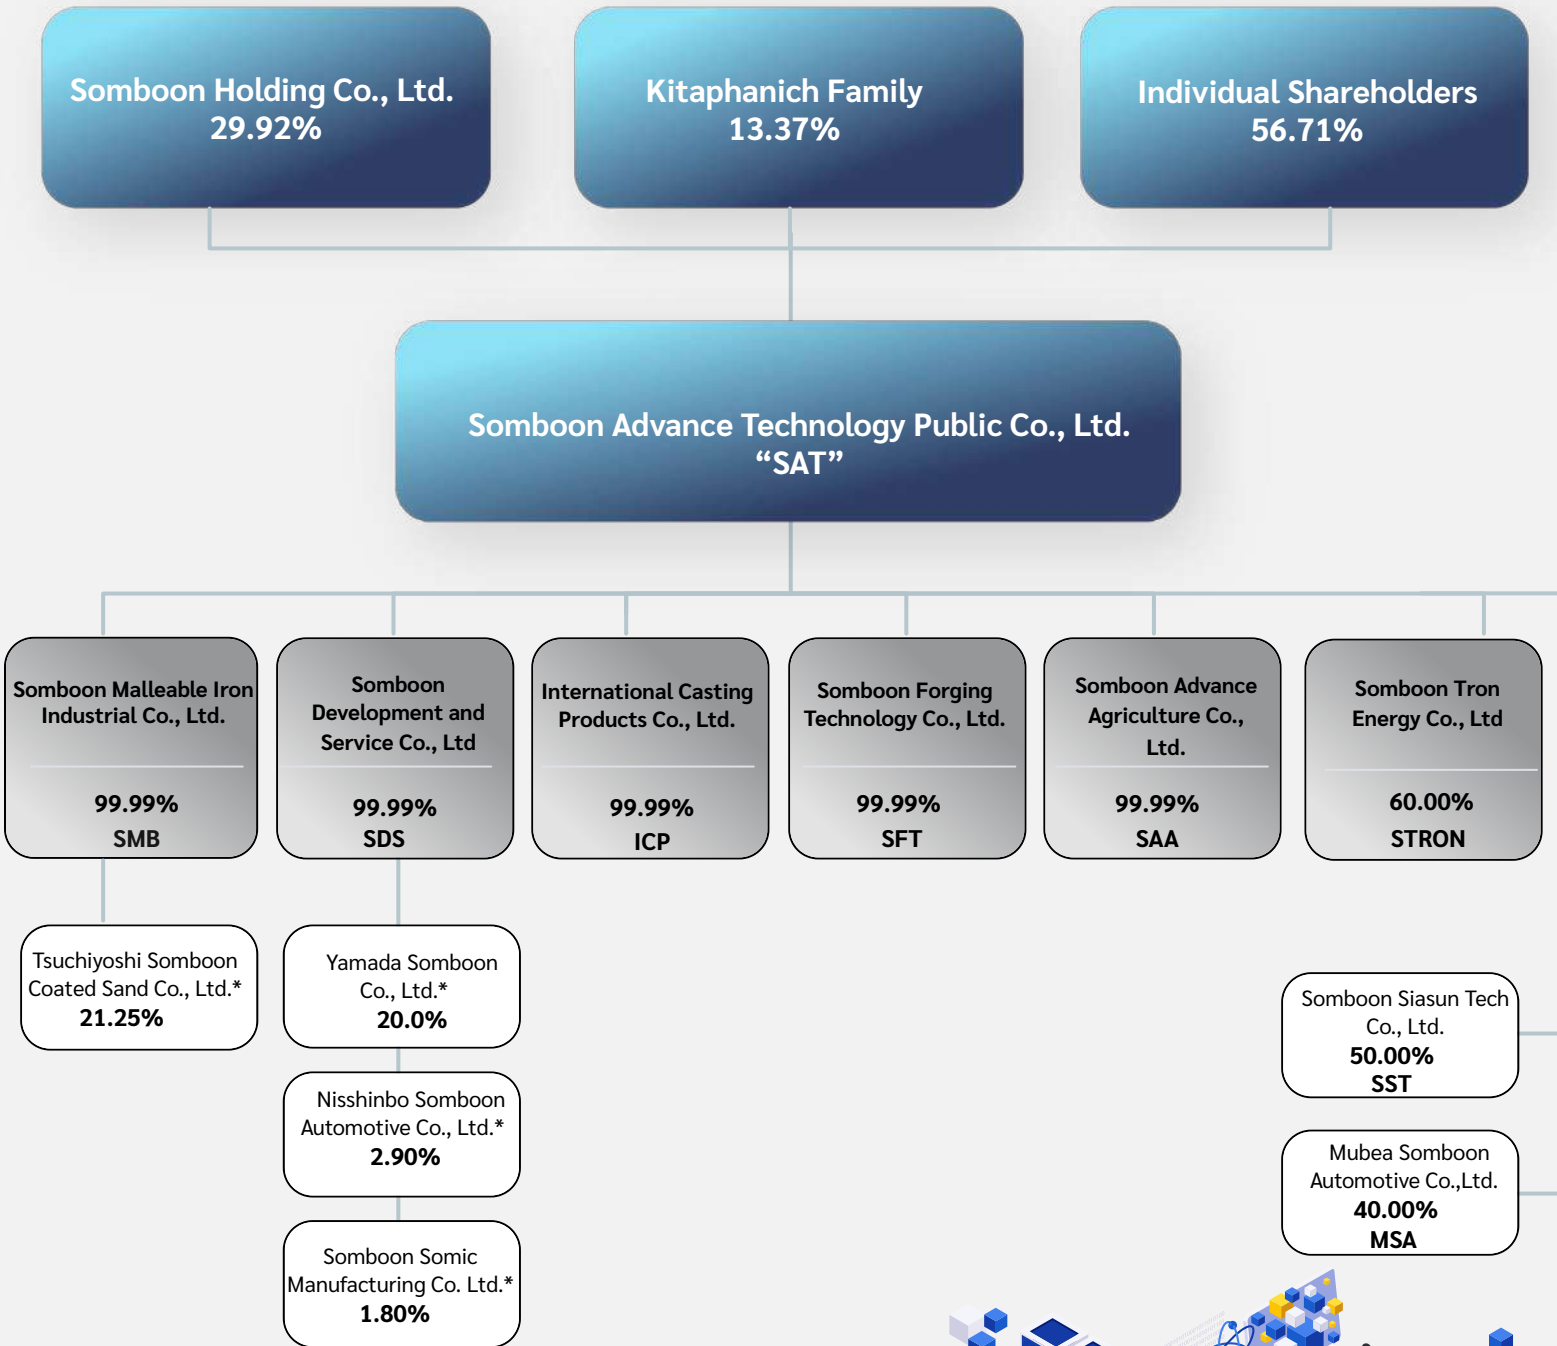 Somboon Holding Co., Ltd.
29.92%
Kitaphanich Family
13.37%
Individual Shareholders
56.71%
Somboon Advance Technology Public Co., Ltd.
“SAT”
Somboon Malleable Iron
Industrial Co., Ltd.
99.99%
SMB
Somboon
Development and
Service Co., Ltd
99.99%
SDS
International Casting
Products Co., Ltd.
99.99%
ICP
Somboon Forging
Technology Co., Ltd.
99.99%
SFT
Somboon Advance
Agriculture Co.,
Ltd.
99.99%
SAA
Somboon Tron
Energy Co., Ltd
60.00%
STRON
Tsuchiyoshi Somboon
Coated Sand Co., Ltd.*
21.25%
Yamada Somboon
Co., Ltd.*
20.0%
Nisshinbo Somboon
Automotive Co., Ltd.*
2.90%
Somboon Somic
Manufacturing Co. Ltd.*
1.80%
Somboon Siasun Tech
Co., Ltd.
50.00%
SST
Mubea Somboon
Automotive Co.,Ltd.
40.00%
MSA